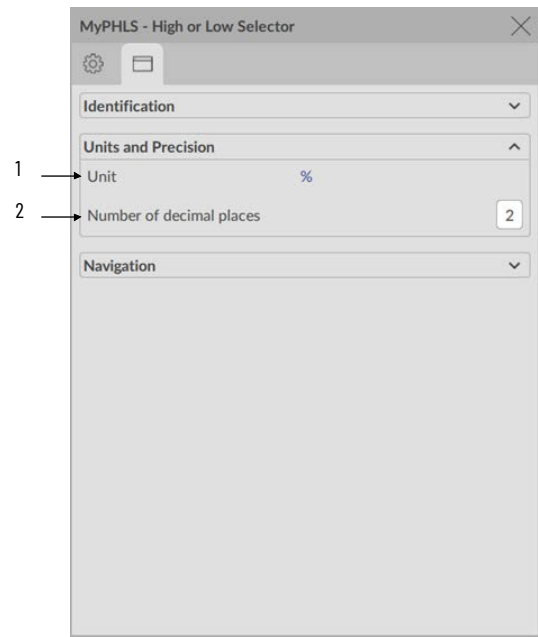 MyPHLS - High or Low Selector
Identification
Units and Precision
1 Unit %
2 Number of decimal places 2
Navigation